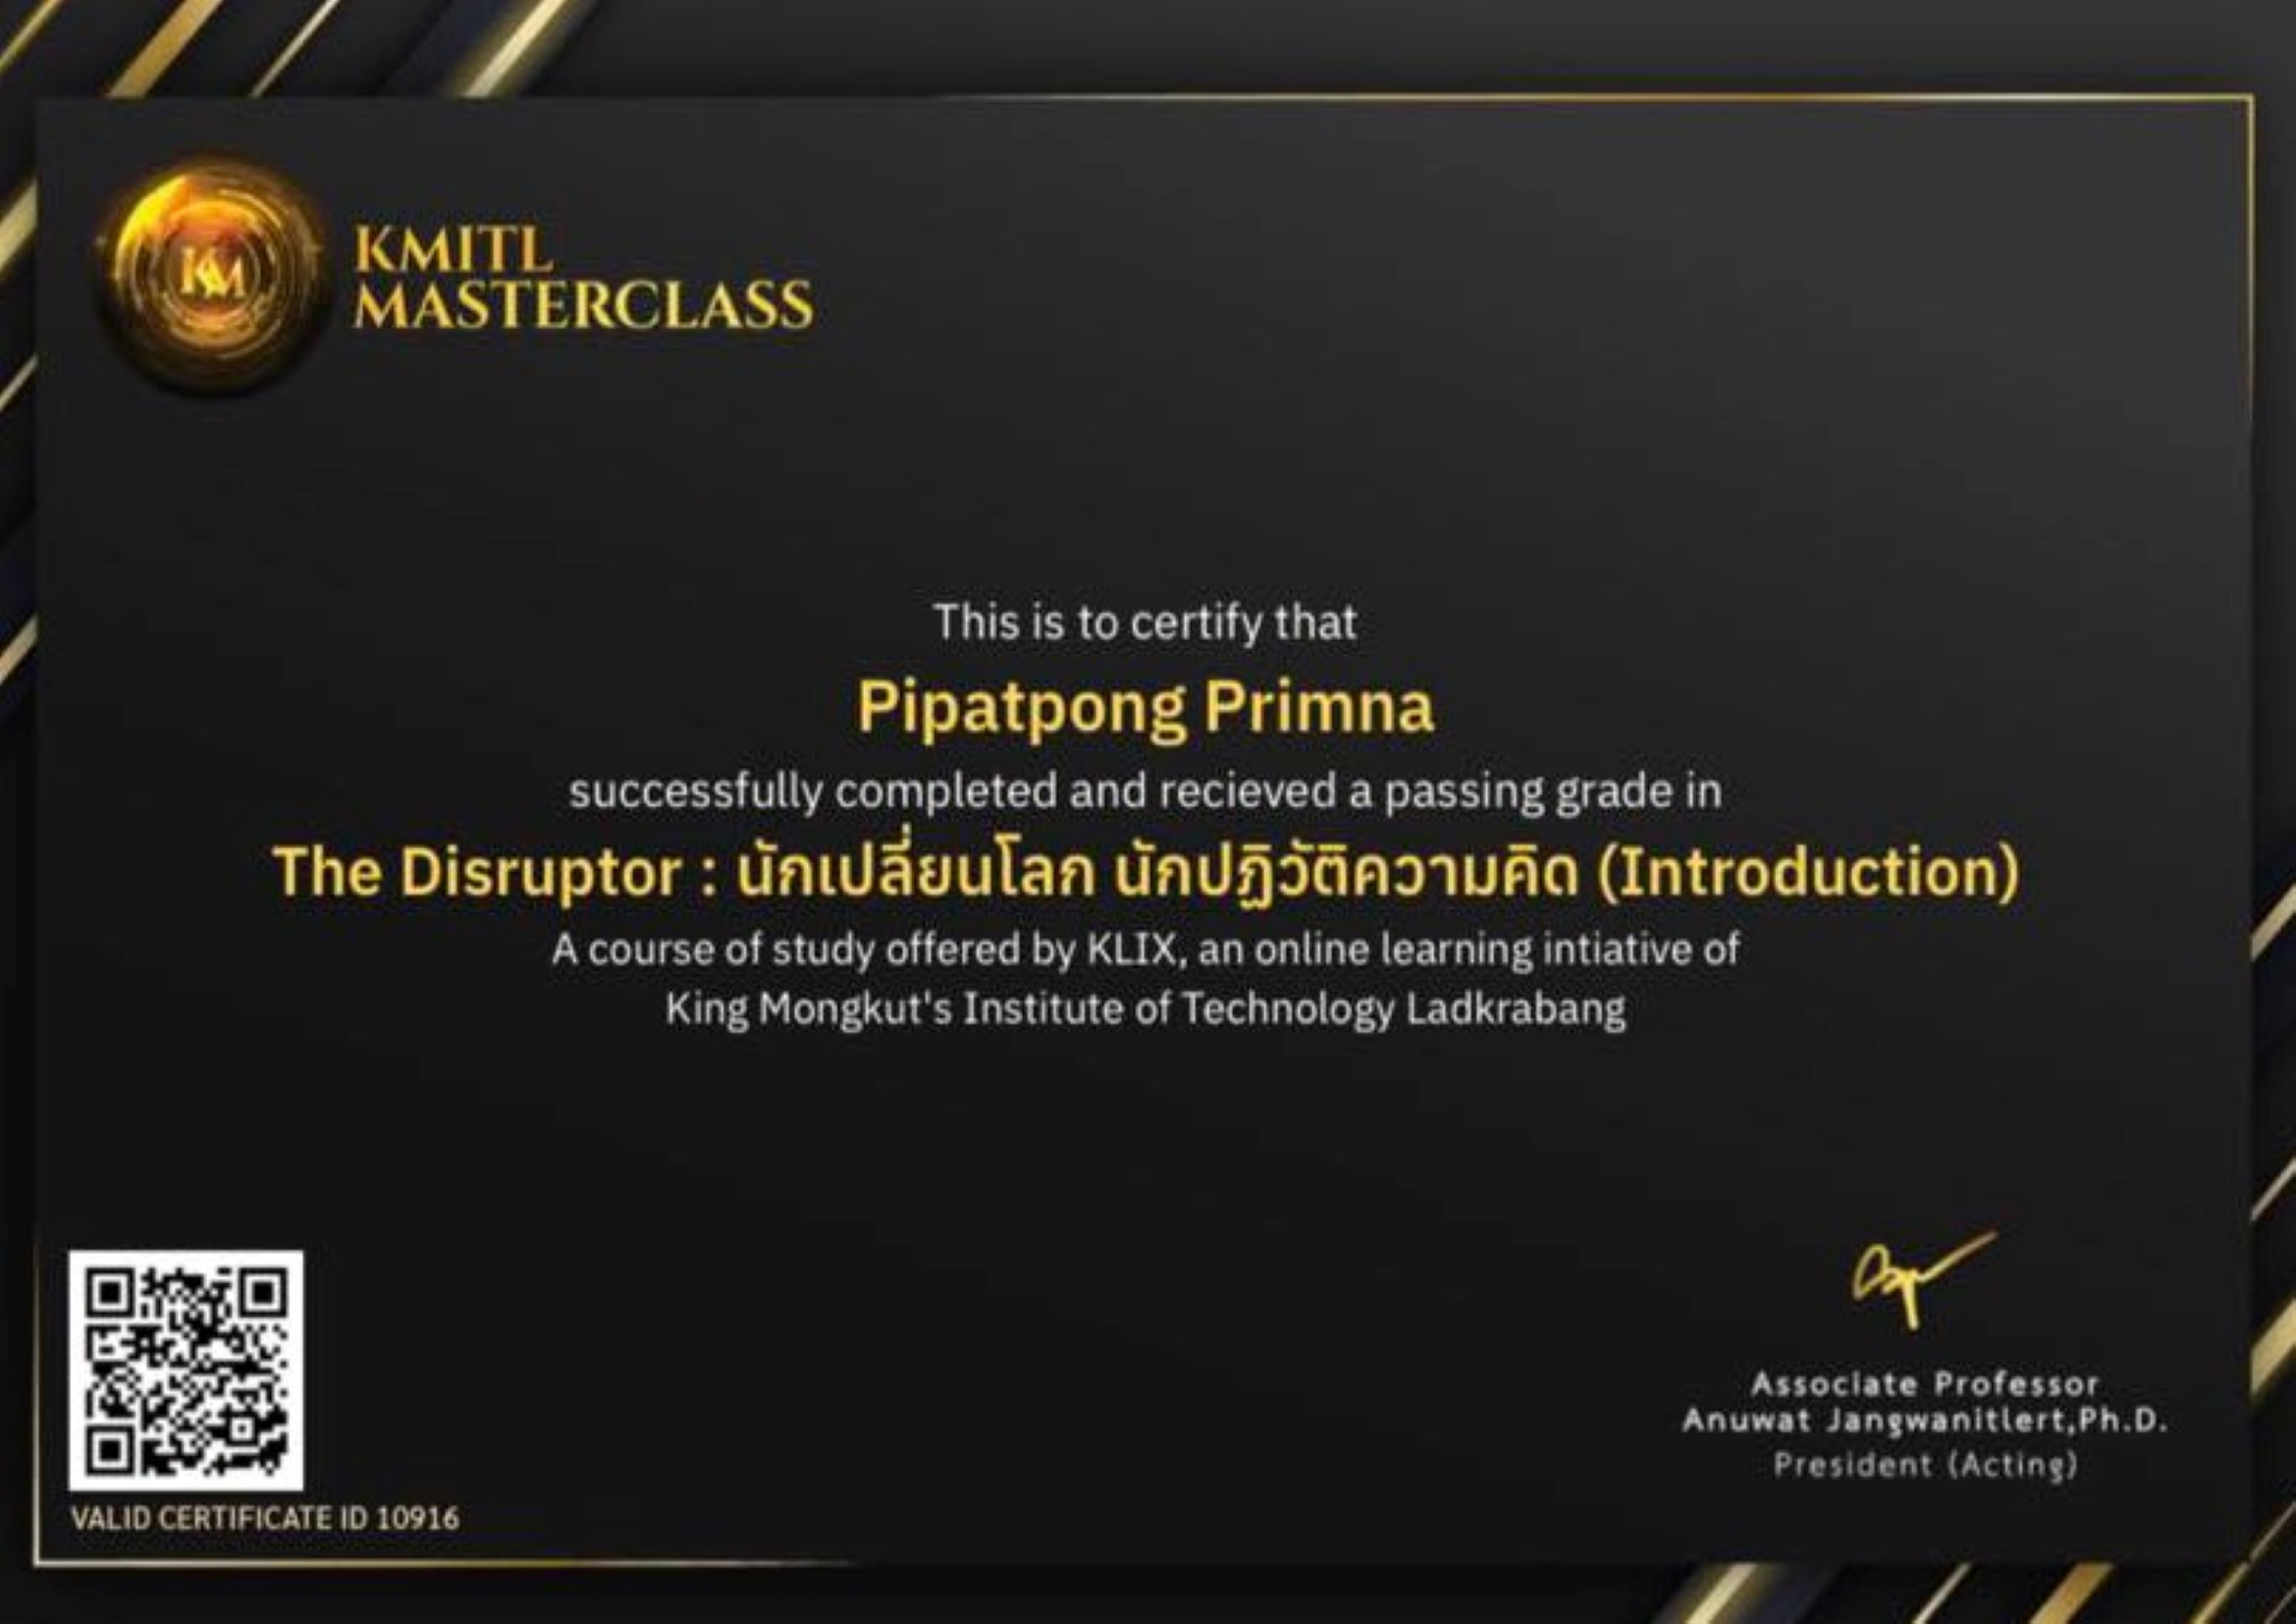 KM
KMITL
MASTERCLASS
This is to certify that
Pipatpong Primna
successfully completed and recieved a passing grade in
The Disruptor : นักเปลี่ยนโลก นักปฏิวัติความคิด (Introduction)
A course of study offered by KLIX, an online learning intiative of
King Mongkut's Institute of Technology Ladkrabang
Associate Professor
Anuwat Jangwanitlert,Ph.D.
President (Acting)
VALID CERTIFICATE ID 10916